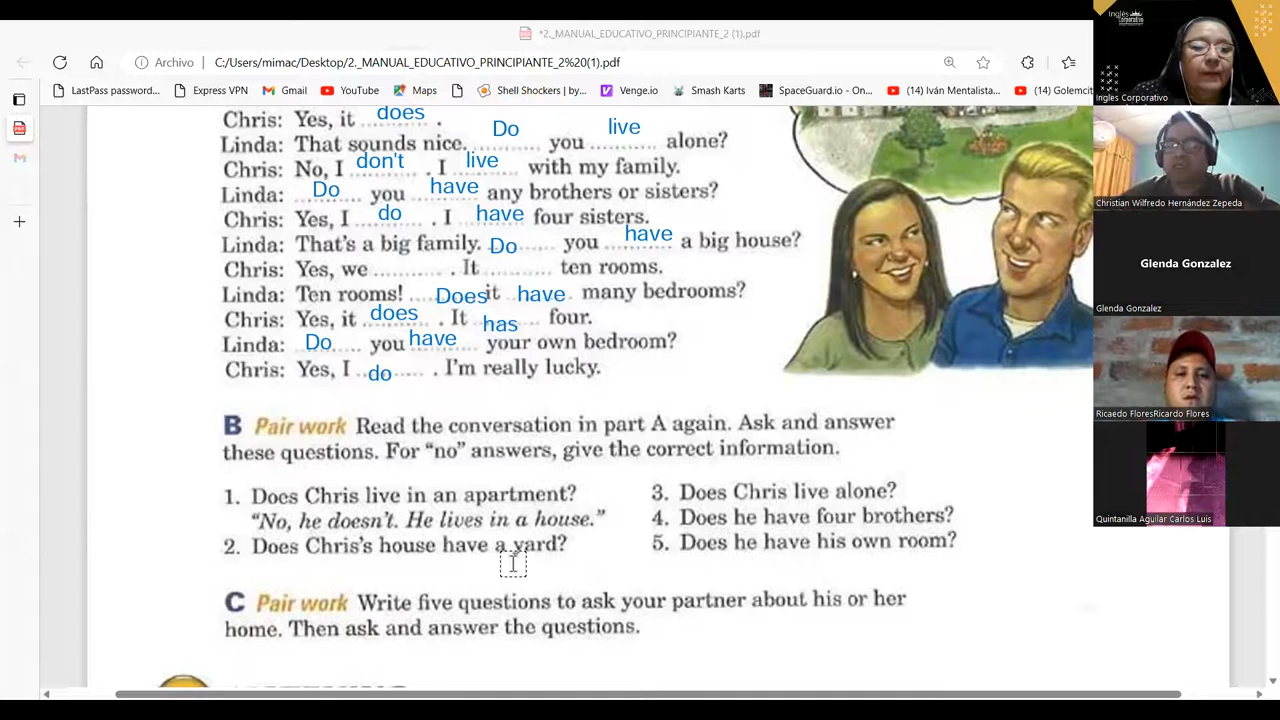 *2._MANUAL_EDUCATIVO_PRINCIPIANTE_2 (1).pdf
Archivo C:/Users/mimac/Desktop/2._MANUAL_EDUCATIVO_PRINCIPIANTE_2%20(1).pdf
LastPass password... Express VPN Gmail YouTube Maps Shell Shockers | by... Venge.io Smash Karts SpaceGuard.io - On... (14) Iván Mentalista... (14) Golemcit
Chris: Yes, it does .
Linda: That sounds nice. Do you live alone?
Chris: No, I don't . I live with my family.
Linda: Do you have any brothers or sisters?
Chris: Yes, I do . I have four sisters.
Linda: That's a big family. Do you have a big house?
Chris: Yes, we .......... . It .......... ten rooms.
Linda: Ten rooms! Does it have many bedrooms?
Chris: Yes, it does . It has four.
Linda: Do you have your own bedroom?
Chris: Yes, I do . I'm really lucky.
B Pair work Read the conversation in part A again. Ask and answer
these questions. For "no" answers, give the correct information.
1. Does Chris live in an apartment?
"No, he doesn't. He lives in a house."
2. Does Chris's house have a yard?
3. Does Chris live alone?
4. Does he have four brothers?
5. Does he have his own room?
C Pair work Write five questions to ask your partner about his or her
home. Then ask and answer the questions.
Inglés
Corporativo
Ingles Corporativo
Christian Wilfredo Hernández Zepeda
Glenda Gonzalez
Glenda Gonzalez
Ricaedo FloresRicardo Flores
Quintanilla Aguilar Carlos Luis